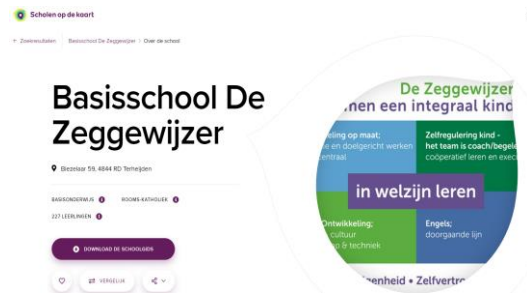 Scholen op de kaart
← Zoekresultaten Basisschool De Zeggewijzer Over de school
Basisschool De
Zeggewijzer
Biezelaar 59, 4844 RD Terheijden
BASISONDERWIJS ROOMS-KATHOLIEK
227 LEERLINGEN
DOWNLOAD DE SCHOOLGIDS
VERGELIJK
De Zeggewijzer
men een integraal kind
eling op maat;
e en doelgericht werken
entraal
Zelfregulering kind -
het team is coach/begele
coöperatief leren en exec
in welzijn leren
Ontwikkeling;
cultuur
& techniek
Engels;
doorgaande lijn
enheid • Zelfvertro